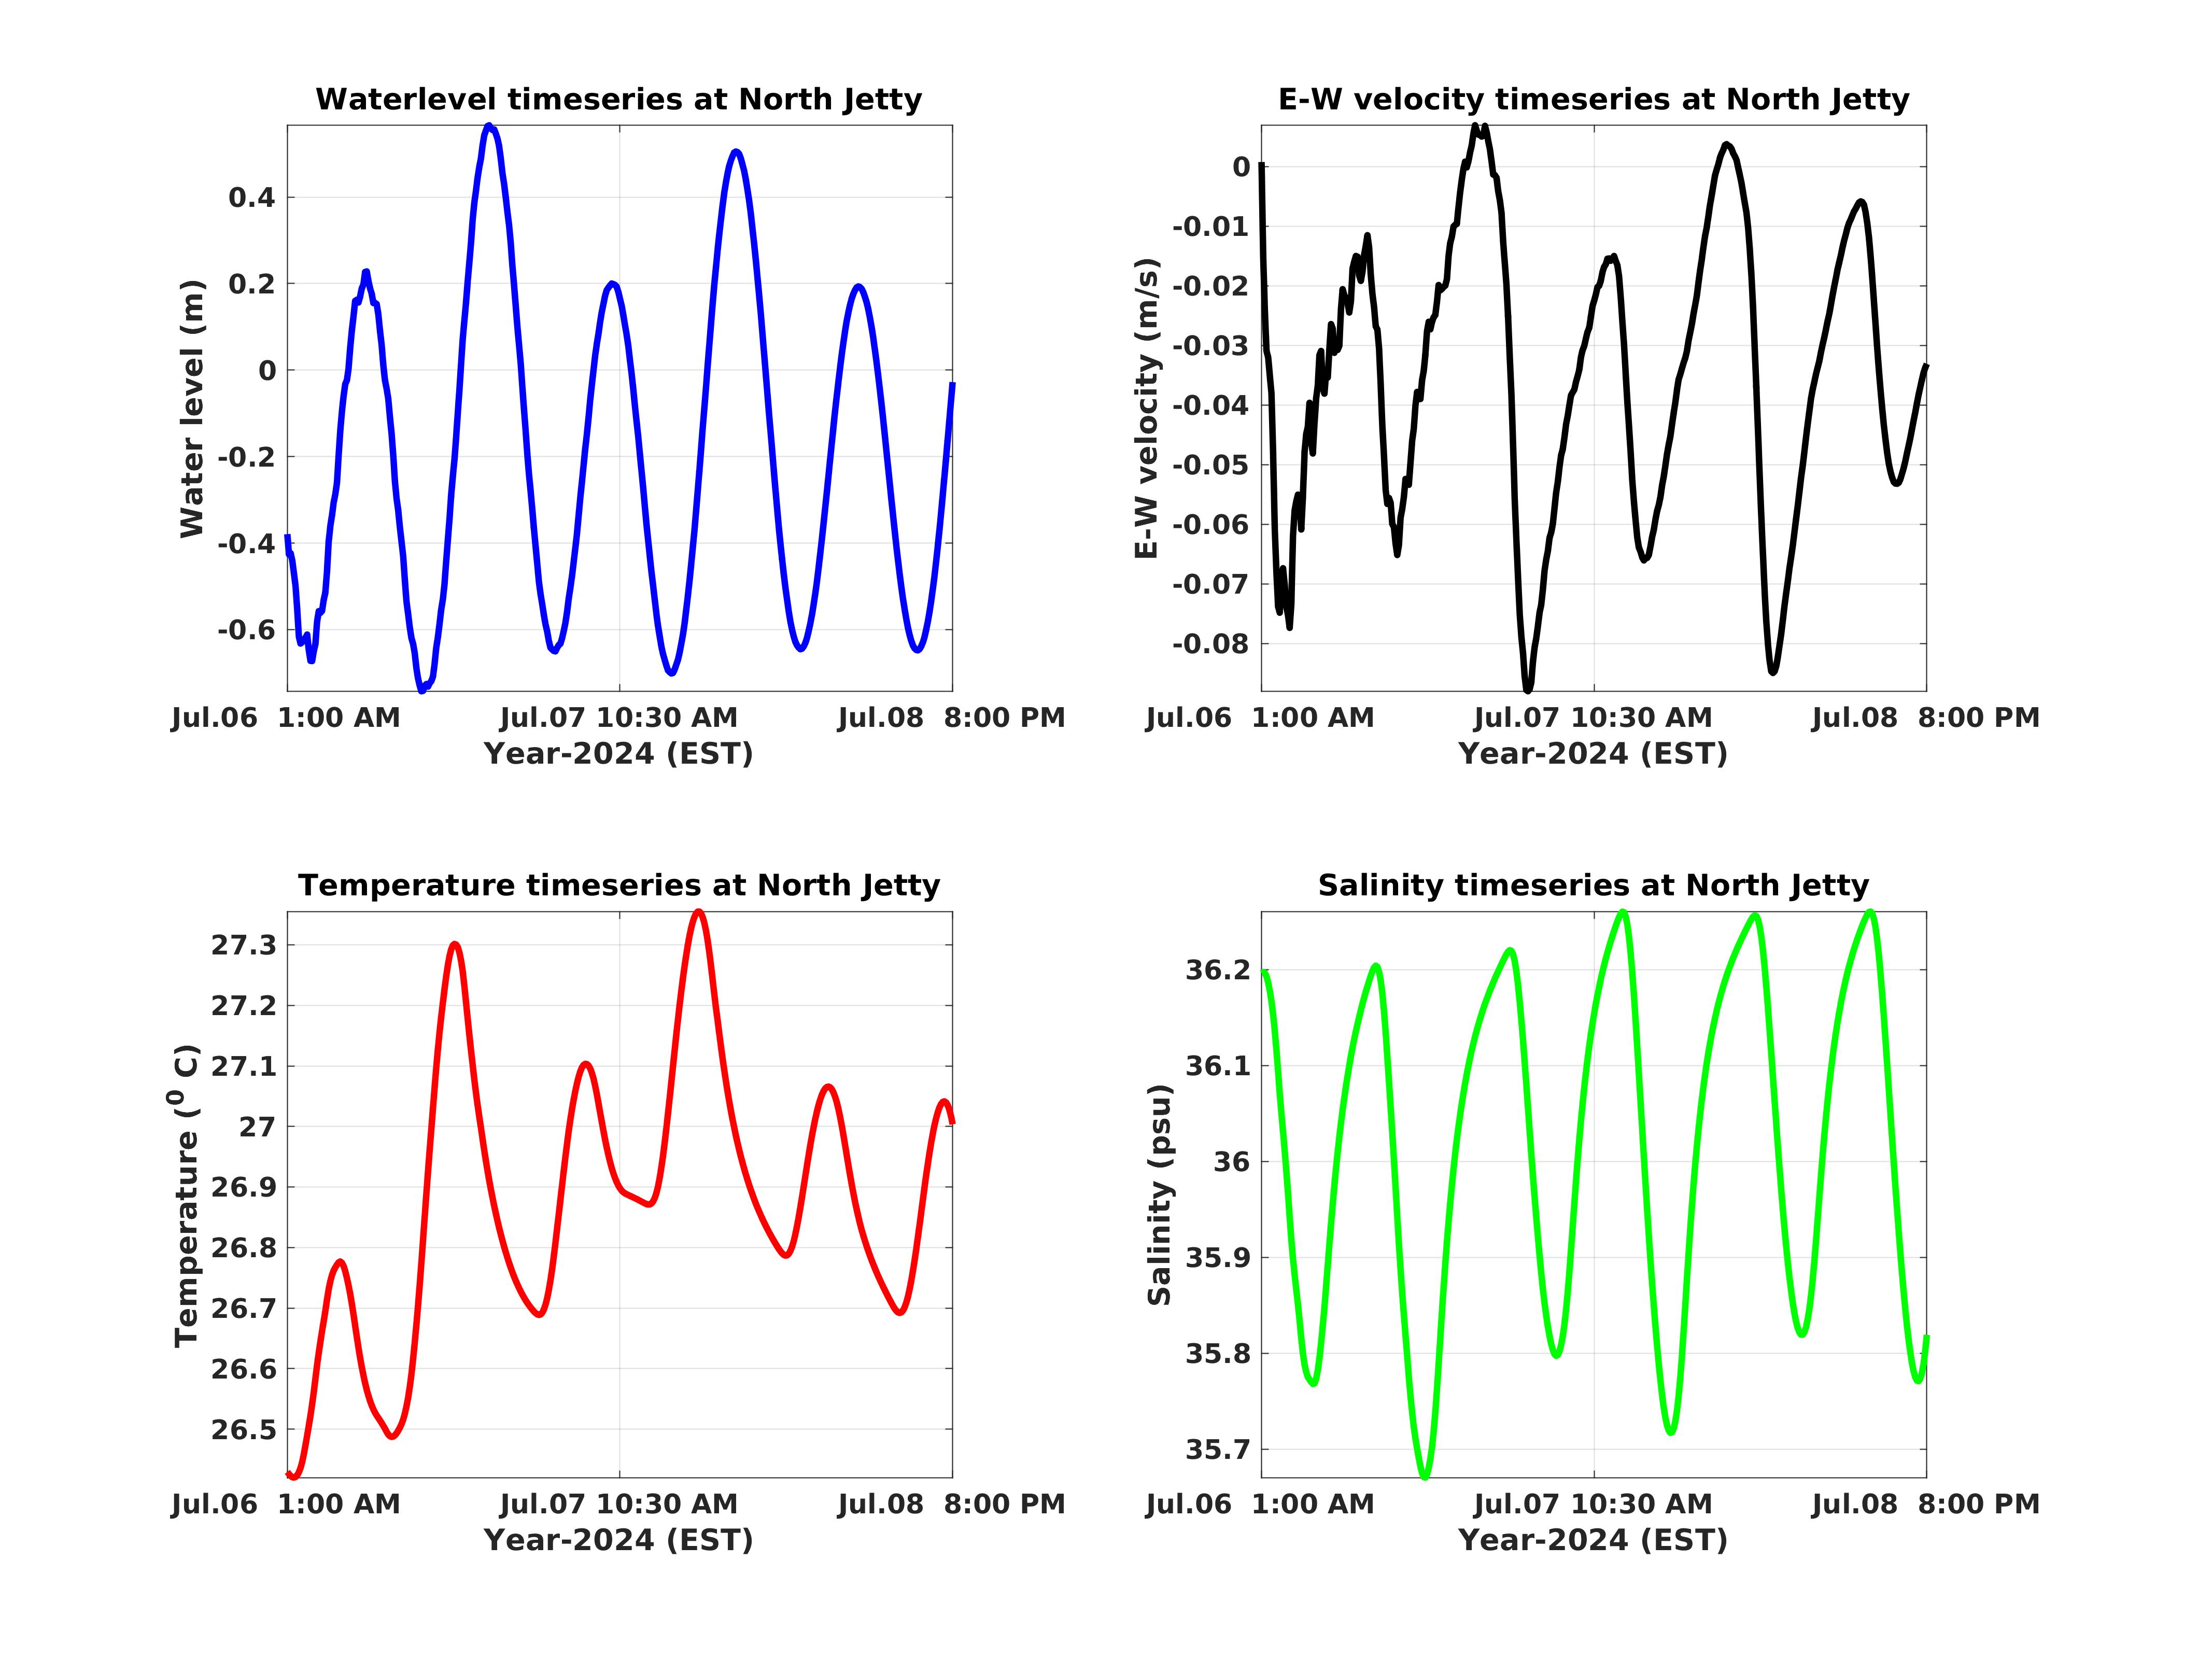 Waterlevel timeseries at North Jetty
Water level (m)
0.4
0.2
0
-0.2
-0.4
-0.6
Jul.06  1:00 AM
Jul.07 10:30 AM
Jul.08  8:00 PM
Year-2024 (EST)
E-W velocity timeseries at North Jetty
E-W velocity (m/s)
0
-0.01
-0.02
-0.03
-0.04
-0.05
-0.06
-0.07
-0.08
Jul.06  1:00 AM
Jul.07 10:30 AM
Jul.08  8:00 PM
Year-2024 (EST)
Temperature timeseries at North Jetty
Temperature (⁰ C)
27.3
27.2
27.1
27
26.9
26.8
26.7
26.6
26.5
Jul.06  1:00 AM
Jul.07 10:30 AM
Jul.08  8:00 PM
Year-2024 (EST)
Salinity timeseries at North Jetty
Salinity (psu)
36.2
36.1
36
35.9
35.8
35.7
Jul.06  1:00 AM
Jul.07 10:30 AM
Jul.08  8:00 PM
Year-2024 (EST)